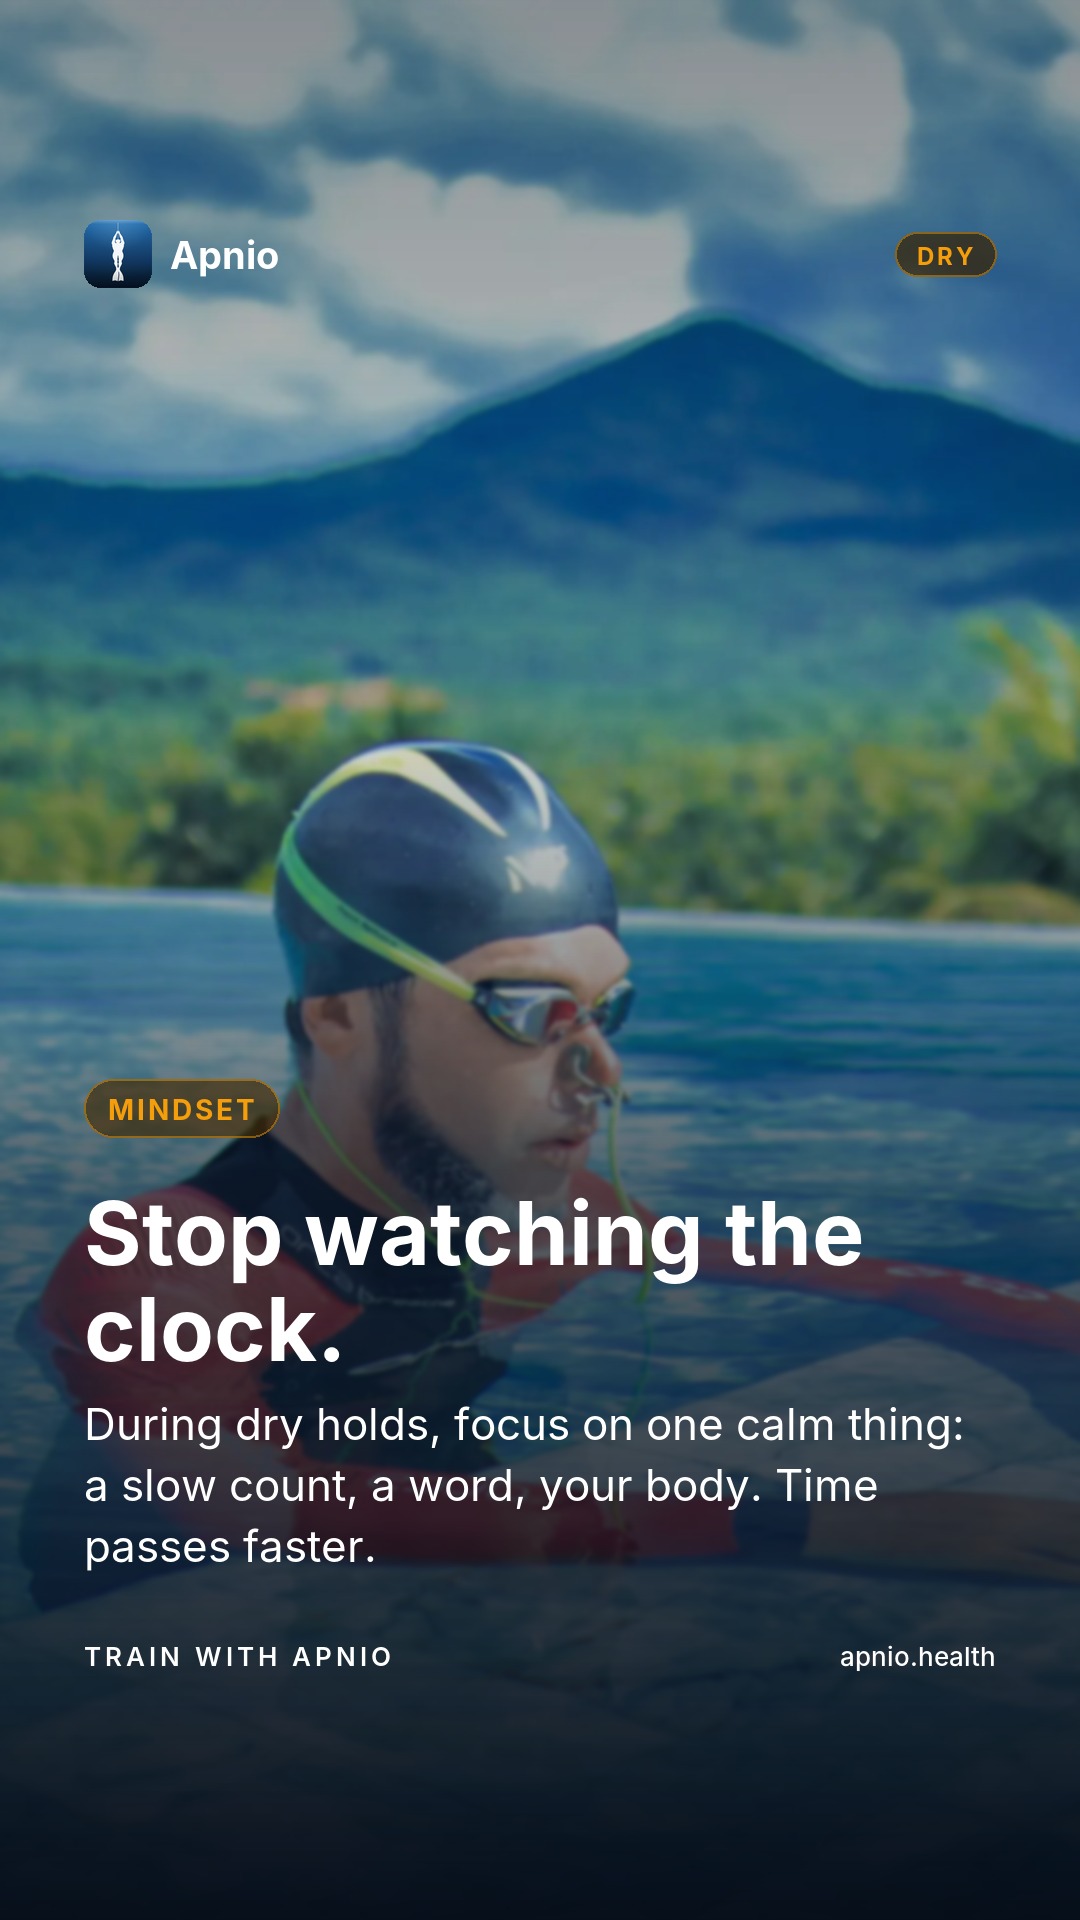 Apnio
DRY
MINDSET
Stop watching the
clock.
During dry holds, focus on one calm thing:
a slow count, a word, your body. Time
passes faster.
TRAIN WITH APNIO
apnio.health